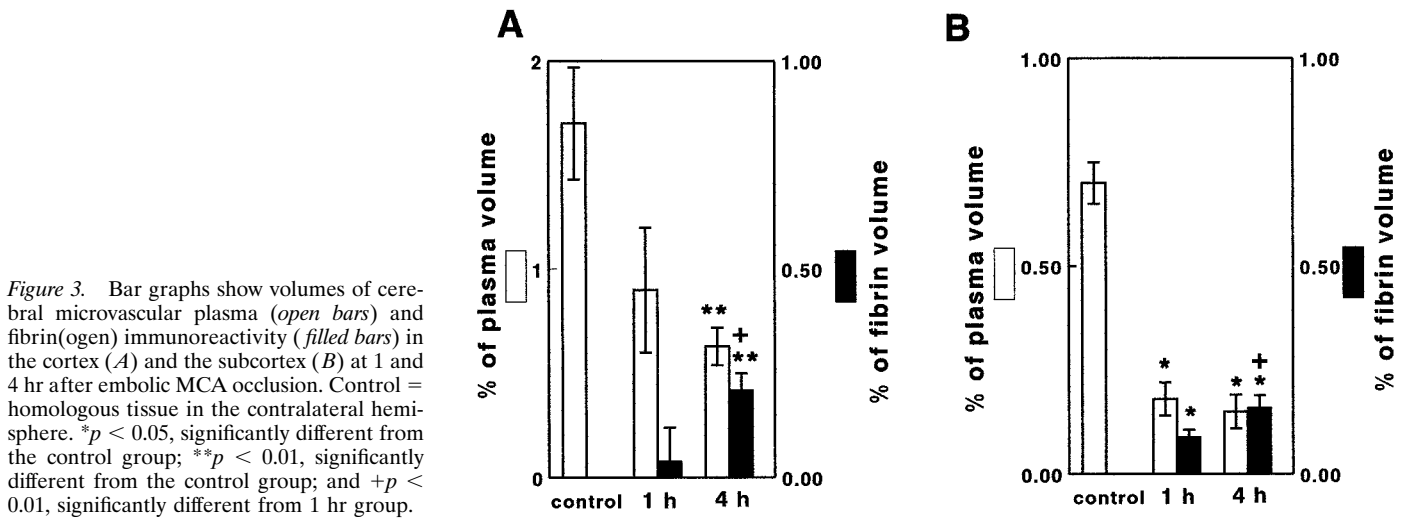 Figure 3. Bar graphs show volumes of cere-
bral microvascular plasma (open bars) and
fibrin(ogen) immunoreactivity (filled bars) in
the cortex (A) and the subcortex (B) at 1 and
4 hr after embolic MCA occlusion. Control =
homologous tissue in the contralateral hemi-
sphere. *p < 0.05, significantly different from
the control group; **p < 0.01, significantly
different from the control group; and +p <
0.01, significantly different from 1 hr group.
A
% of plasma volume
2
1
0
**
+
**
control 1 h 4 h
1.00
0.50
0.00
% of fibrin volume
B
% of plasma volume
1.00
0.50
0.00
*
*
*
+
*
control 1 h 4 h
1.00
0.50
0.00
% of fibrin volume